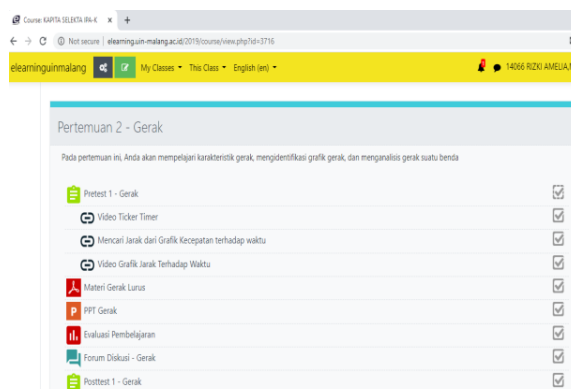 Course: KAPITA SELEKTA IPA-K
Not secure | elearning.uin-malang.ac.id/2019/course/view.php?id=3716
elearninguinmalang My Classes This Class English (en) 14066 RIZKI AMELIA,
Pertemuan 2 - Gerak
Pada pertemuan ini, Anda akan mempelajari karakteristik gerak, mengidentifikasi grafik gerak, dan menganalisis gerak suatu benda
Pretest 1 - Gerak
Video Ticker Timer
Mencari Jarak dari Grafik Kecepatan terhadap waktu
Video Grafik Jarak Terhadap Waktu
Materi Gerak Lurus
P PPT Gerak
Evaluasi Pembelajaran
Forum Diskusi - Gerak
Posttest 1 - Gerak